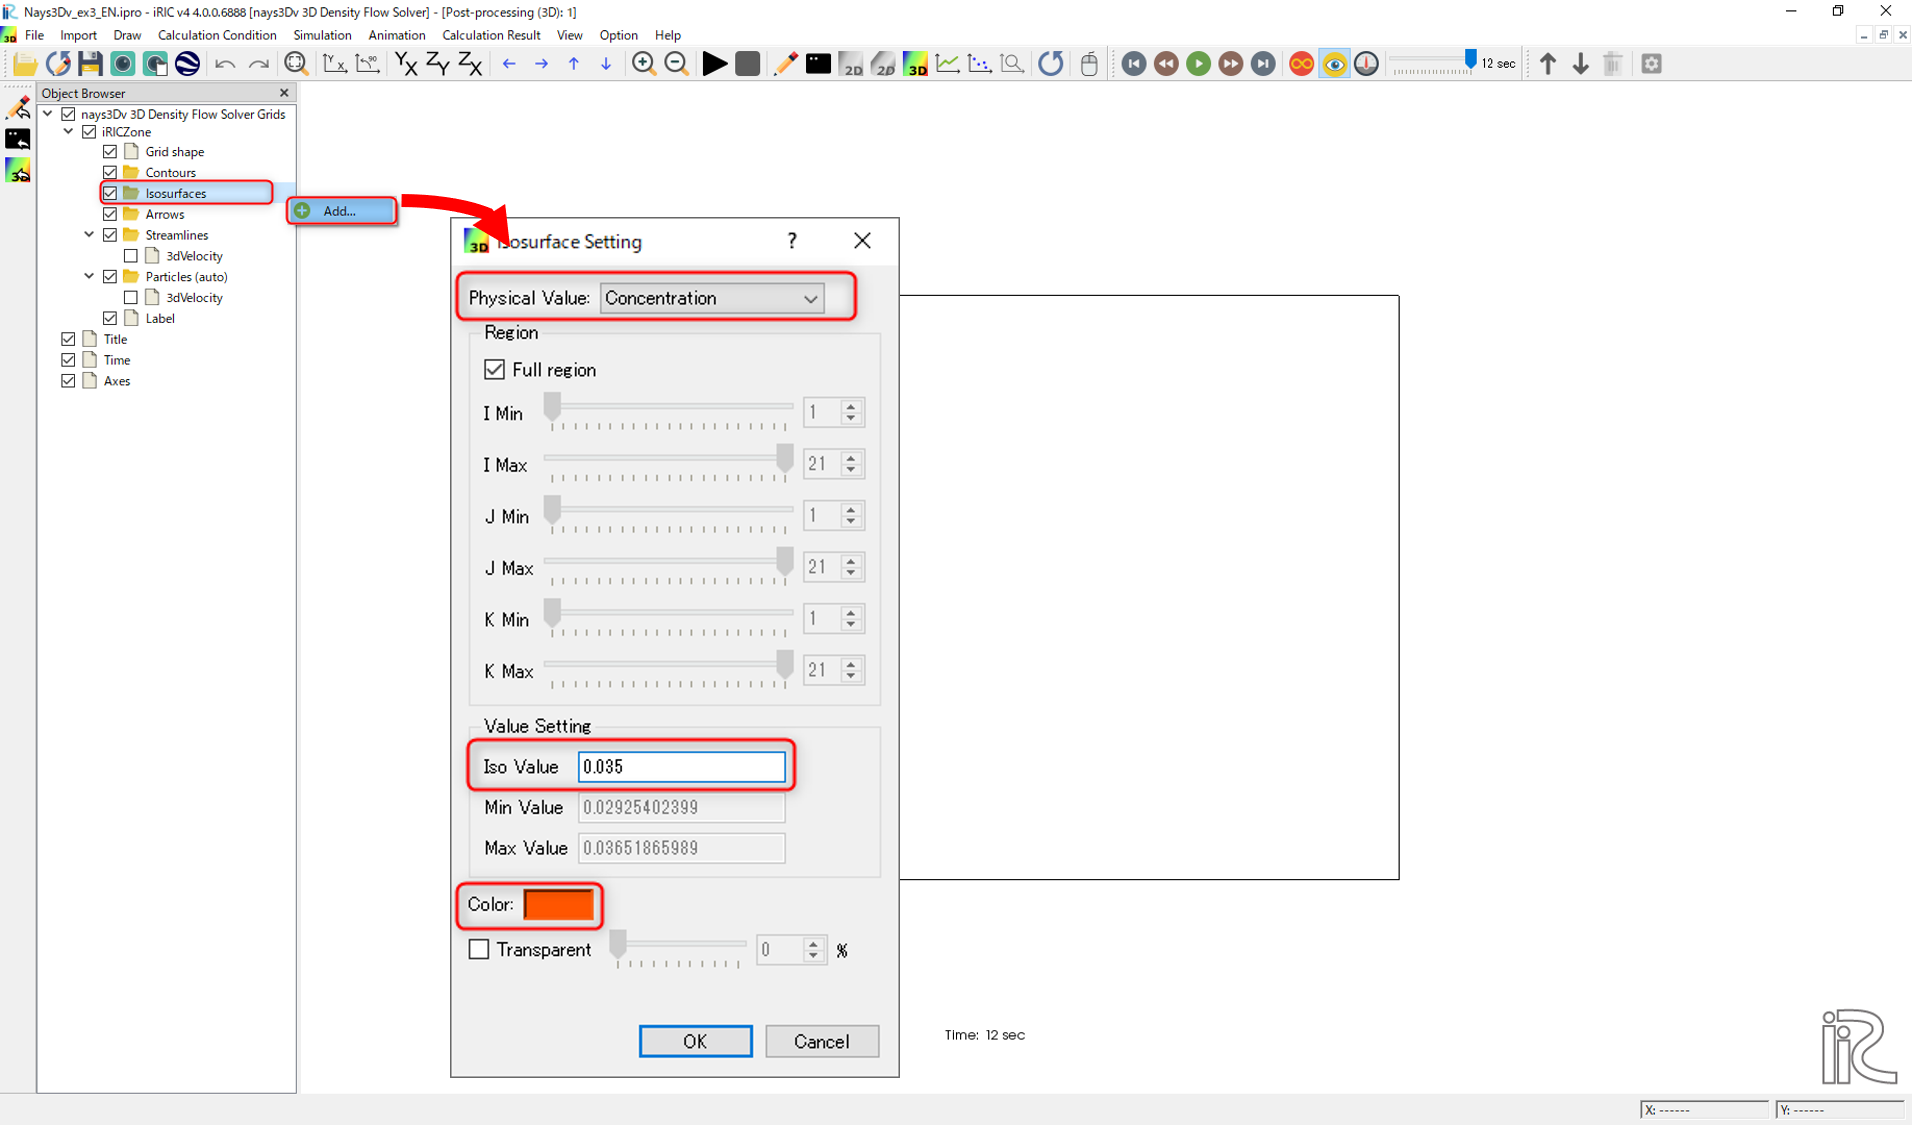 Nays3Dv_ex3_EN.ipro - iRIC v4 4.0.0.6888 [nays3Dv 3D Density Flow Solver] - [Post-processing (3D): 1]
File Import Draw Calculation Condition Simulation Animation Calculation Result View Option Help
12 sec
Object Browser
nays3Dv 3D Density Flow Solver Grids
iRICZone
Grid shape
Contours
Isosurfaces
Add...
Arrows
Streamlines
3dVelocity
Particles (auto)
3dVelocity
Label
Title
Time
Axes
3D Isosurface Setting ?
Physical Value: Concentration
Region
Full region
I Min 1
I Max 21
J Min 1
J Max 21
K Min 1
K Max 21
Value Setting
Iso Value 0.035
Min Value 0.02925402399
Max Value 0.03651865989
Color:
Transparent 0 %
OK Cancel
Time: 12 sec
iRIC
X: ------ Y: ------